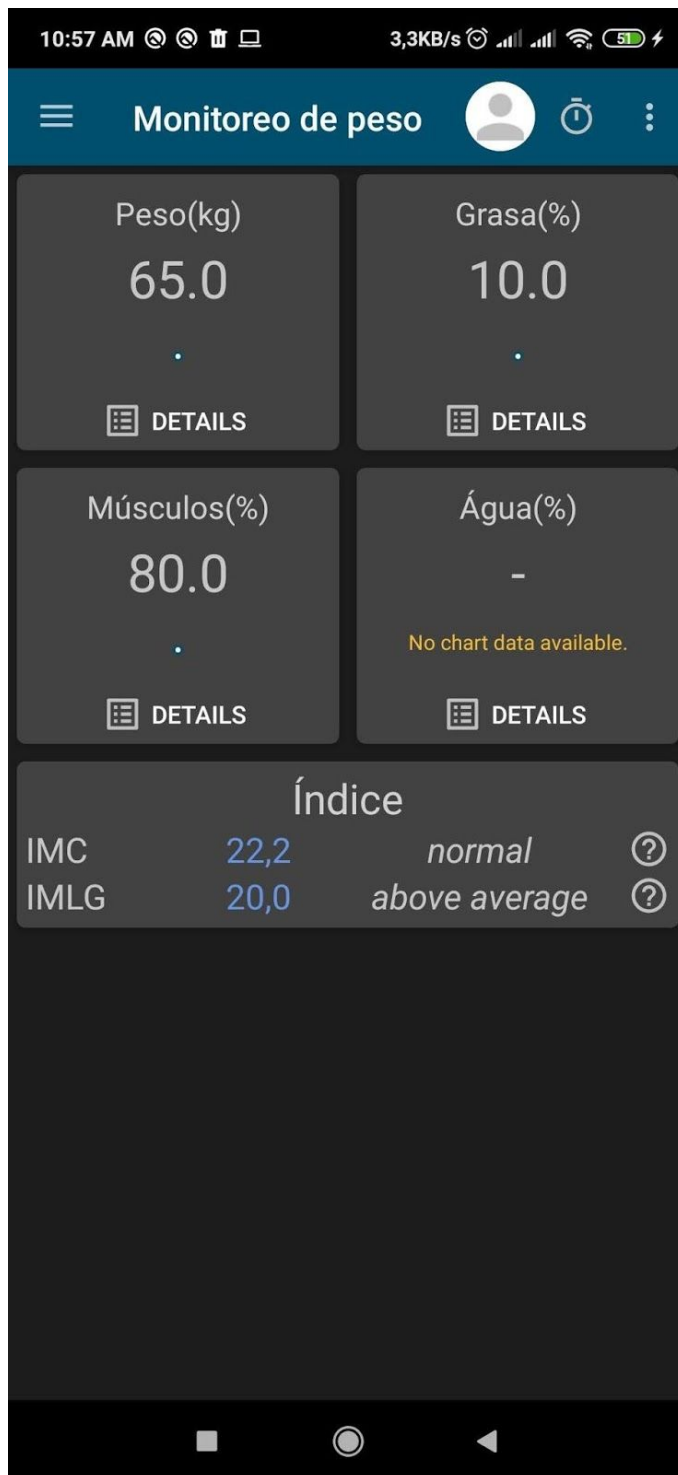 10:57 AM 3,3KB/s 51
Monitoreo de peso
Peso(kg) Grasa(%)
65.0 10.0
DETAILS DETAILS
Músculos(%) Água(%)
80.0 -
No chart data available.
DETAILS DETAILS
Índice
IMC 22,2 normal ?
IMLG 20,0 above average ?